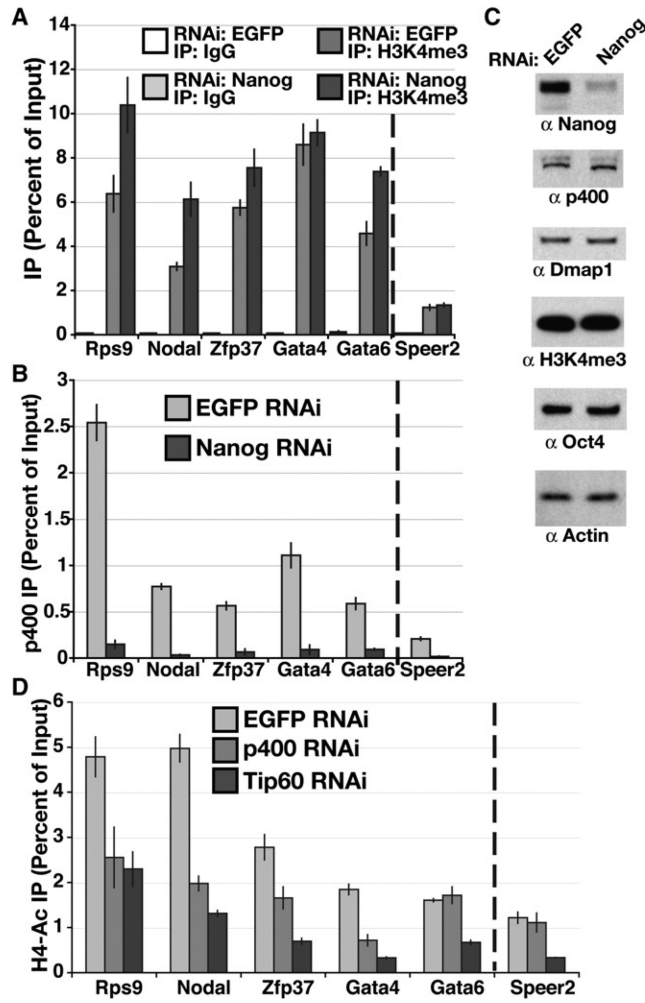 A
14
12
10
8
6
4
2
0
IP (Percent of Input)
RNAi: EGFP
IP: IgG
RNAi: EGFP
IP: H3K4me3
RNAi: Nanog
IP: IgG
RNAi: Nanog
IP: H3K4me3
Rps9 Nodal Zfp37 Gata4 Gata6 Speer2
B
3
2.5
2
1.5
1
0.5
0
p400 IP (Percent of Input)
EGFP RNAi
Nanog RNAi
Rps9 Nodal Zfp37 Gata4 Gata6 Speer2
C
RNAi: EGFP Nanog
α Nanog
α p400
α Dmap1
α H3K4me3
α Oct4
α Actin
D
6
5
4
3
2
1
0
H4-Ac IP (Percent of Input)
EGFP RNAi
p400 RNAi
Tip60 RNAi
Rps9 Nodal Zfp37 Gata4 Gata6 Speer2